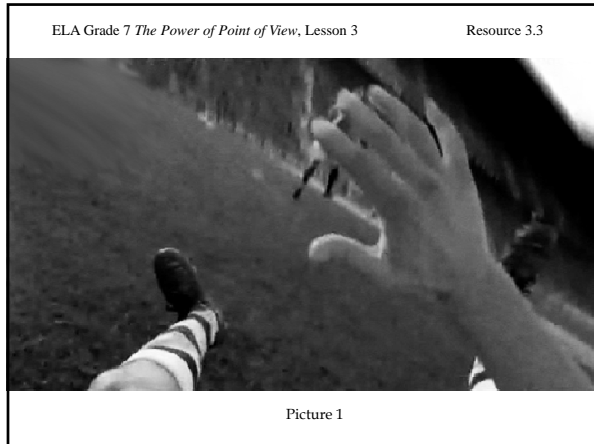 ELA Grade 7 The Power of Point of View, Lesson 3 Resource 3.3
Picture 1